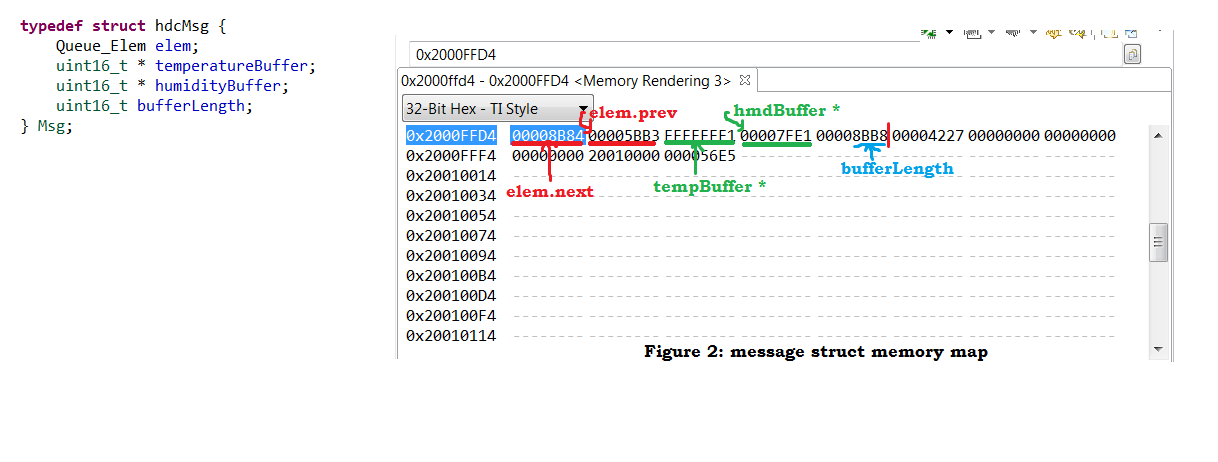 typedef struct hdcMsg {
    Queue_Elem elem;
    uint16_t * temperatureBuffer;
    uint16_t * humidityBuffer;
    uint16_t bufferLength;
} Msg;
0x2000FFD4
0x2000ffd4 - 0x2000FFD4 <Memory Rendering 3>
32-Bit Hex - TI Style
elem.prev
hmdBuffer *
0x2000FFD4 00008B84 00005BB3 EEEEEEE1 00007FE1 00008BB8 00004227 00000000 00000000
0x2000FFF4 00000000 20010000 000056E5
bufferLength
tempBuffer *
elem.next
0x20010014
0x20010034
0x20010054
0x20010074
0x20010094
0x200100B4
0x200100D4
0x200100F4
0x20010114
Figure 2: message struct memory map